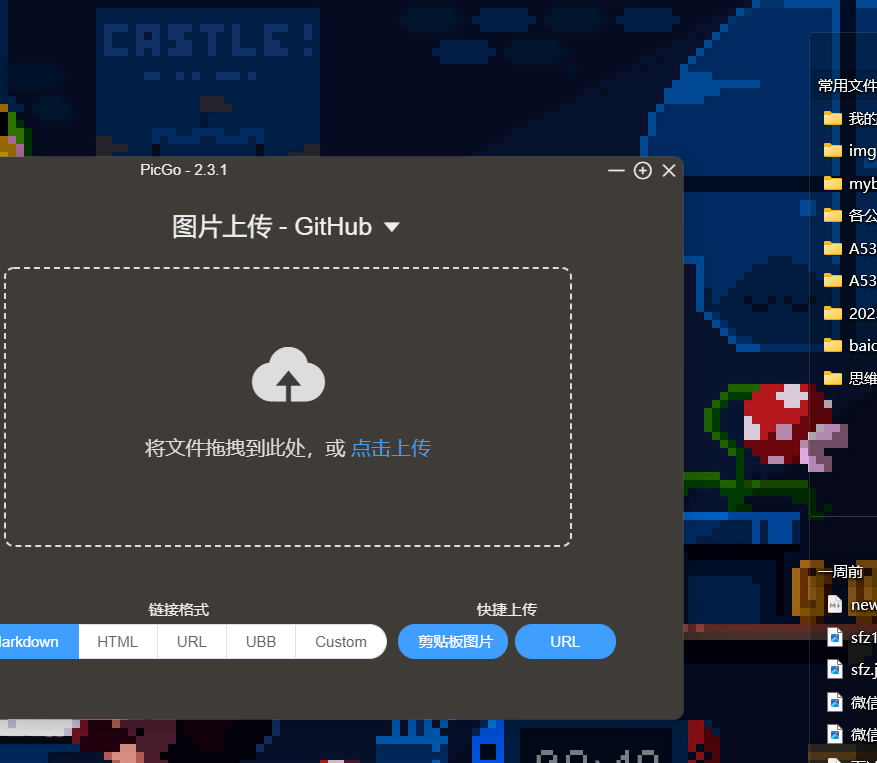 CASTLE!
PicGo - 2.3.1
图片上传 - GitHub
将文件拖拽到此处，或 点击上传
链接格式
快捷上传
arkdown
HTML
URL
UBB
Custom
剪贴板图片
URL
常用文件
我的
img
myb
各公
A53
A53
202
baid
思维
一周前
new
sfz1
sfz.j
微信
微信